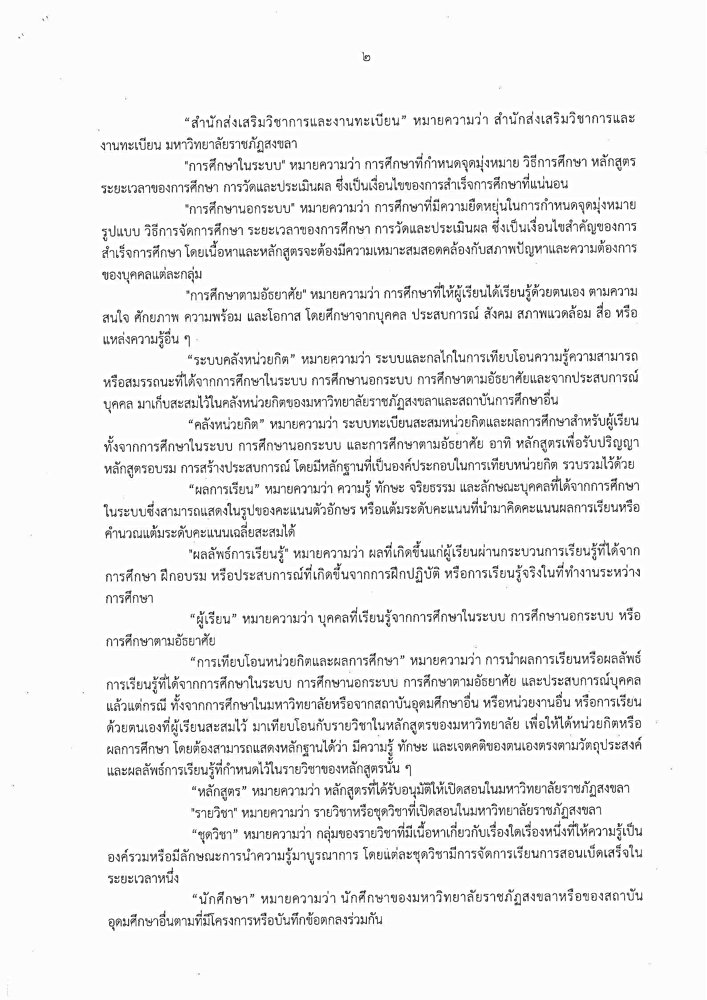 ๒
“สำนักส่งเสริมวิชาการและงานทะเบียน” หมายความว่า สำนักส่งเสริมวิชาการและ
งานทะเบียน มหาวิทยาลัยราชภัฏสงขลา
"การศึกษาในระบบ" หมายความว่า การศึกษาที่กำหนดจุดมุ่งหมาย วิธีการศึกษา หลักสูตร
ระยะเวลาของการศึกษา การวัดและประเมินผล ซึ่งเป็นเงื่อนไขของการสำเร็จการศึกษาที่แน่นอน
"การศึกษานอกระบบ" หมายความว่า การศึกษาที่มีความยืดหยุ่นในการกำหนดจุดมุ่งหมาย
รูปแบบ วิธีการจัดการศึกษา ระยะเวลาของการศึกษา การวัดและประเมินผล ซึ่งเป็นเงื่อนไขสำคัญของการ
สำเร็จการศึกษา โดยเนื้อหาและหลักสูตรจะต้องมีความเหมาะสมสอดคล้องกับสภาพปัญหาและความต้องการ
ของบุคคลแต่ละกลุ่ม
"การศึกษาตามอัธยาศัย" หมายความว่า การศึกษาที่ให้ผู้เรียนได้เรียนรู้ด้วยตนเอง ตามความ
สนใจ ศักยภาพ ความพร้อม และโอกาส โดยศึกษาจากบุคคล ประสบการณ์ สังคม สภาพแวดล้อม สื่อ หรือ
แหล่งความรู้อื่น ๆ
“ระบบคลังหน่วยกิต” หมายความว่า ระบบและกลไกในการเทียบโอนความรู้ความสามารถ
หรือสมรรถนะที่ได้จากการศึกษาในระบบ การศึกษานอกระบบ การศึกษาตามอัธยาศัยและจากประสบการณ์
บุคคล มาเก็บสะสมไว้ในคลังหน่วยกิตของมหาวิทยาลัยราชภัฏสงขลาและสถาบันการศึกษาอื่น
“คลังหน่วยกิต” หมายความว่า ระบบทะเบียนสะสมหน่วยกิตและผลการศึกษาสำหรับผู้เรียน
ทั้งจากการศึกษาในระบบ การศึกษานอกระบบ และการศึกษาตามอัธยาศัย อาทิ หลักสูตรเพื่อรับปริญญา
หลักสูตรอบรม การสร้างประสบการณ์ โดยมีหลักฐานที่เป็นองค์ประกอบในการเทียบหน่วยกิต รวบรวมไว้ด้วย
“ผลการเรียน” หมายความว่า ความรู้ ทักษะ จริยธรรม และลักษณะบุคคลที่ได้จากการศึกษา
ในระบบซึ่งสามารถแสดงในรูปของคะแนนตัวอักษร หรือแต้มระดับคะแนนที่นำมาคิดคะแนนผลการเรียนหรือ
คำนวณแต้มระดับคะแนนเฉลี่ยสะสมได้
"ผลลัพธ์การเรียนรู้" หมายความว่า ผลที่เกิดขึ้นแก่ผู้เรียนผ่านกระบวนการเรียนรู้ที่ได้จาก
การศึกษา ฝึกอบรม หรือประสบการณ์ที่เกิดขึ้นจากการฝึกปฏิบัติ หรือการเรียนรู้จริงในที่ทำงานระหว่าง
การศึกษา
“ผู้เรียน” หมายความว่า บุคคลที่เรียนรู้จากการศึกษาในระบบ การศึกษานอกระบบ หรือ
การศึกษาตามอัธยาศัย
“การเทียบโอนหน่วยกิตและผลการศึกษา” หมายความว่า การนำผลการเรียนหรือผลลัพธ์
การเรียนรู้ที่ได้จากการศึกษาในระบบ การศึกษานอกระบบ การศึกษาตามอัธยาศัย และประสบการณ์บุคคล
แล้วแต่กรณี ทั้งจากการศึกษาในมหาวิทยาลัยหรือจากสถาบันอุดมศึกษาอื่น หรือหน่วยงานอื่น หรือการเรียน
ด้วยตนเองที่ผู้เรียนสะสมไว้ มาเทียบโอนกับรายวิชาในหลักสูตรของมหาวิทยาลัย เพื่อให้ได้หน่วยกิตหรือ
ผลการศึกษา โดยต้องสามารถแสดงหลักฐานได้ว่า มีความรู้ ทักษะ และเจตคติของตนเองตรงตามวัตถุประสงค์
และผลลัพธ์การเรียนรู้ที่กำหนดไว้ในรายวิชาของหลักสูตรนั้น ๆ
“หลักสูตร” หมายความว่า หลักสูตรที่ได้รับอนุมัติให้เปิดสอนในมหาวิทยาลัยราชภัฏสงขลา
"รายวิชา" หมายความว่า รายวิชาหรือชุดวิชาที่เปิดสอนในมหาวิทยาลัยราชภัฏสงขลา
“ชุดวิชา” หมายความว่า กลุ่มของรายวิชาที่มีเนื้อหาเกี่ยวกับเรื่องใดเรื่องหนึ่งที่ให้ความรู้เป็น
องค์รวมหรือมีลักษณะการนำความรู้มาบูรณาการ โดยแต่ละชุดวิชามีการจัดการเรียนการสอนเบ็ดเสร็จใน
ระยะเวลาหนึ่ง
“นักศึกษา” หมายความว่า นักศึกษาของมหาวิทยาลัยราชภัฏสงขลาหรือของสถาบัน
อุดมศึกษาอื่นตามที่มีโครงการหรือบันทึกข้อตกลงร่วมกัน